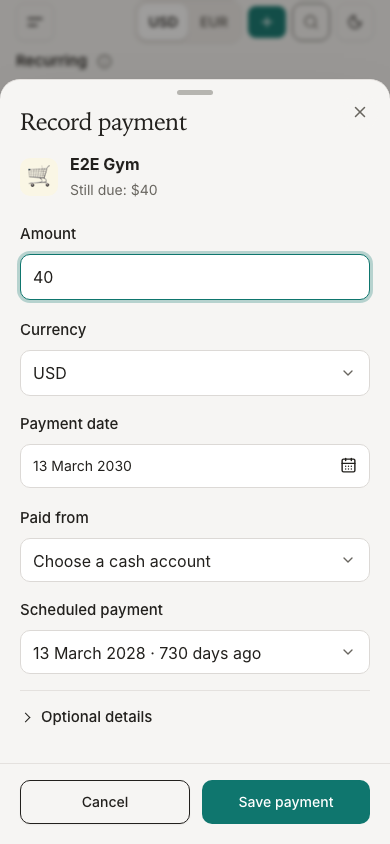 USD
EUR
Recurring
Record payment
E2E Gym
Still due: $40
Amount
40
Currency
USD
Payment date
13 March 2030
Paid from
Choose a cash account
Scheduled payment
13 March 2028 · 730 days ago
Optional details
Cancel
Save payment